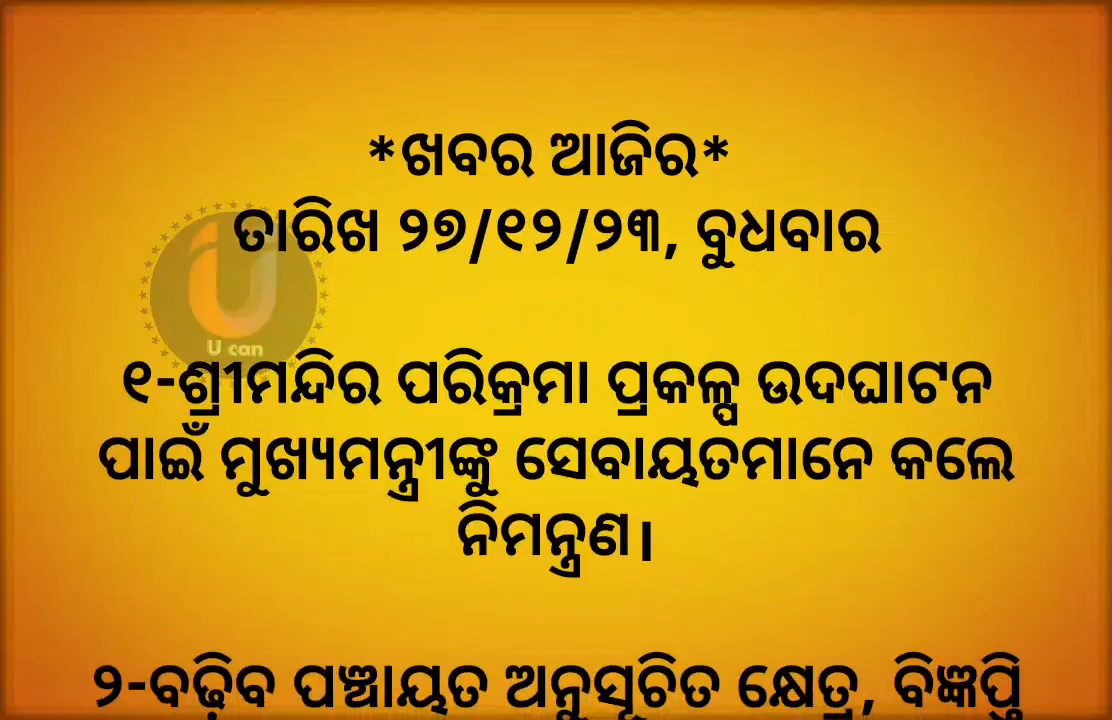 *ଖବର ଆଜିର*
ତାରିଖ ୨୭/୧୨/୨୩, ବୁଧବାର
U can
୧-ଶ୍ରୀମନ୍ଦିର ପରିକ୍ରମା ପ୍ରକଳ୍ପ ଉଦଘାଟନ
ପାଇଁ ମୁଖ୍ୟମନ୍ତ୍ରୀଙ୍କୁ ସେବାୟତମାନେ କଲେ
ନିମନ୍ତ୍ରଣ।
୨-ବଢ଼ିବ ପଞ୍ଚାୟତ ଅନୁସୂଚିତ କ୍ଷେତ୍ର, ବିଜ୍ଞପ୍ତି